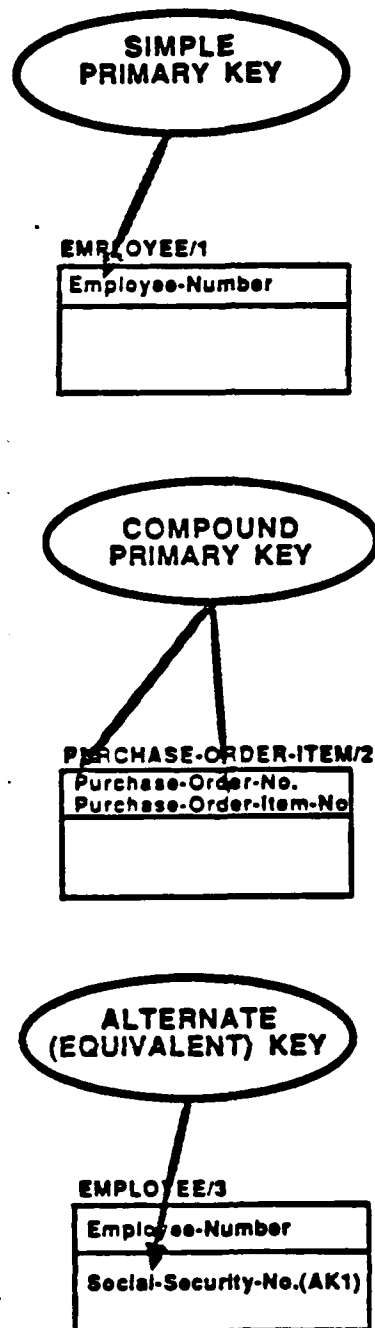 SIMPLE
PRIMARY KEY
EMPLOYEE/1
Employee-Number
COMPOUND
PRIMARY KEY
PURCHASE-ORDER-ITEM/2
Purchase-Order-No.
Purchase-Order-Item-No
ALTERNATE
(EQUIVALENT) KEY
EMPLOYEE/3
Employee-Number
Social-Security-No.(AK1)